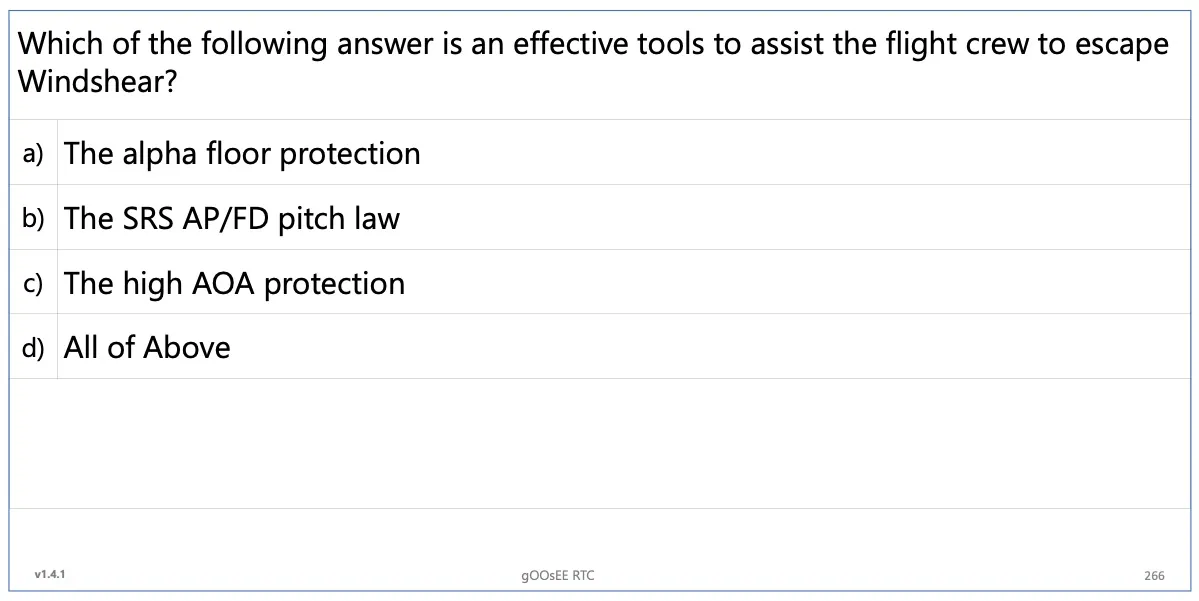 Which of the following answer is an effective tools to assist the flight crew to escape
Windshear?
a) The alpha floor protection
b) The SRS AP/FD pitch law
c) The high AOA protection
d) All of Above
v1.4.1 gOOsEE RTC 266